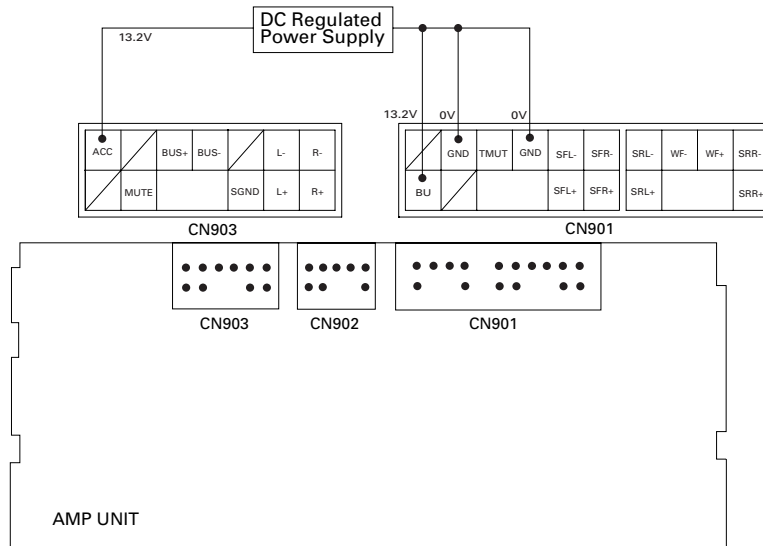 DC Regulated
Power Supply
13.2V
13.2V 0V 0V
ACC BUS+ BUS- L- R-
MUTE SGND L+ R+
CN903
GND TMUT GND SFL- SFR- SRL- WF- WF+ SRR-
BU SFL+ SFR+ SRL+ SRR+
CN901
CN903 CN902 CN901
AMP UNIT